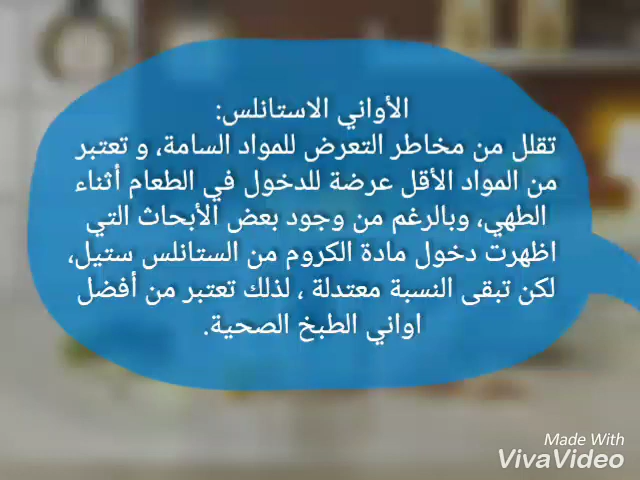 الأواني الاستانلس:
تقلل من مخاطر التعرض للمواد السامة، و تعتبر
من المواد الأقل عرضة للدخول في الطعام أثناء
الطهي، وبالرغم من وجود بعض الأبحاث التي
اظهرت دخول مادة الكروم من الستانلس ستيل،
لكن تبقى النسبة معتدلة ، لذلك تعتبر من أفضل
اواني الطبخ الصحية.
Made With
VivaVideo